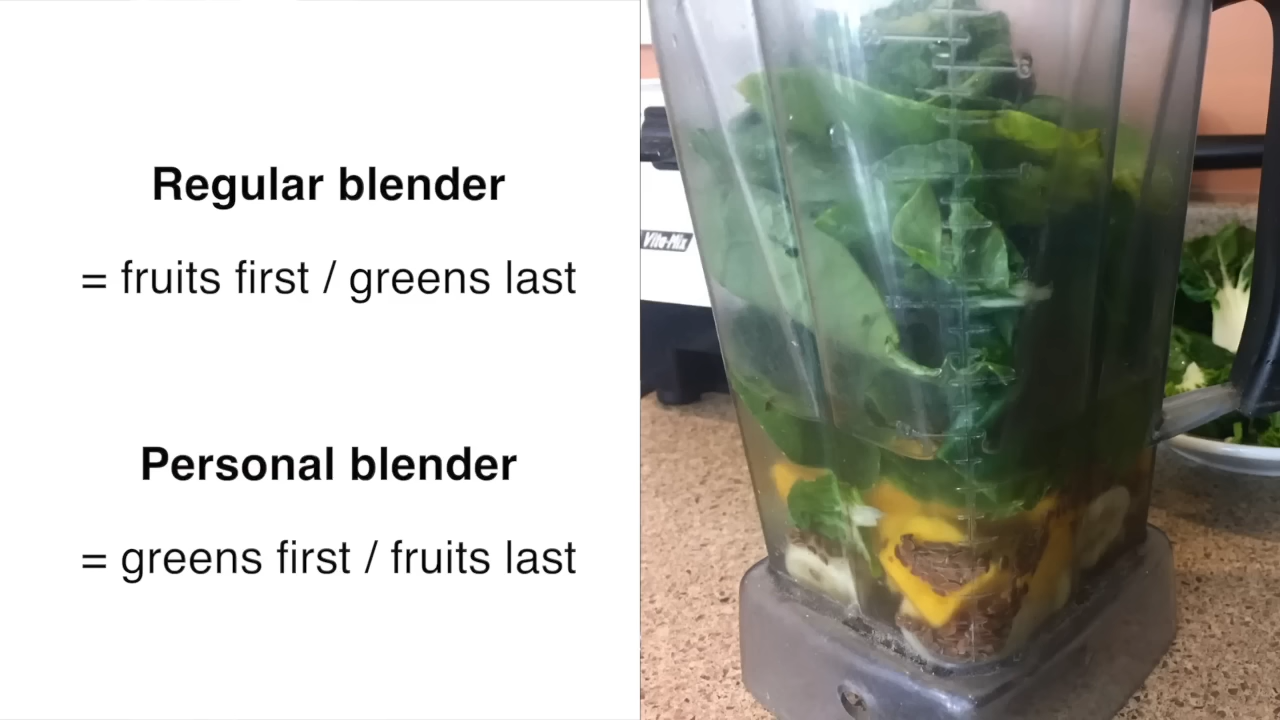 Regular blender
= fruits first / greens last
Personal blender
= greens first / fruits last
Vita-Mix